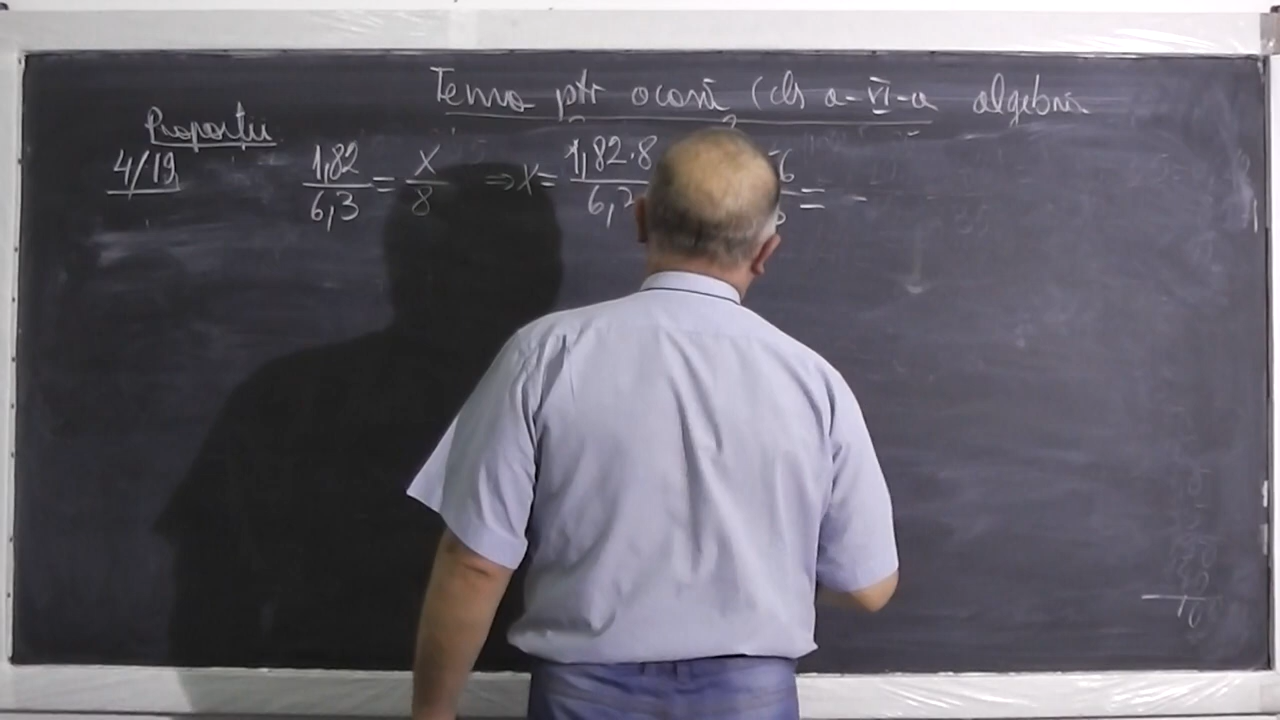 Tema ptr acasă (cls a-VI-a algebră
Proporții
4/19 1,82/6,3 = x/8 ⇒ x = 1,82·8/6,3 =